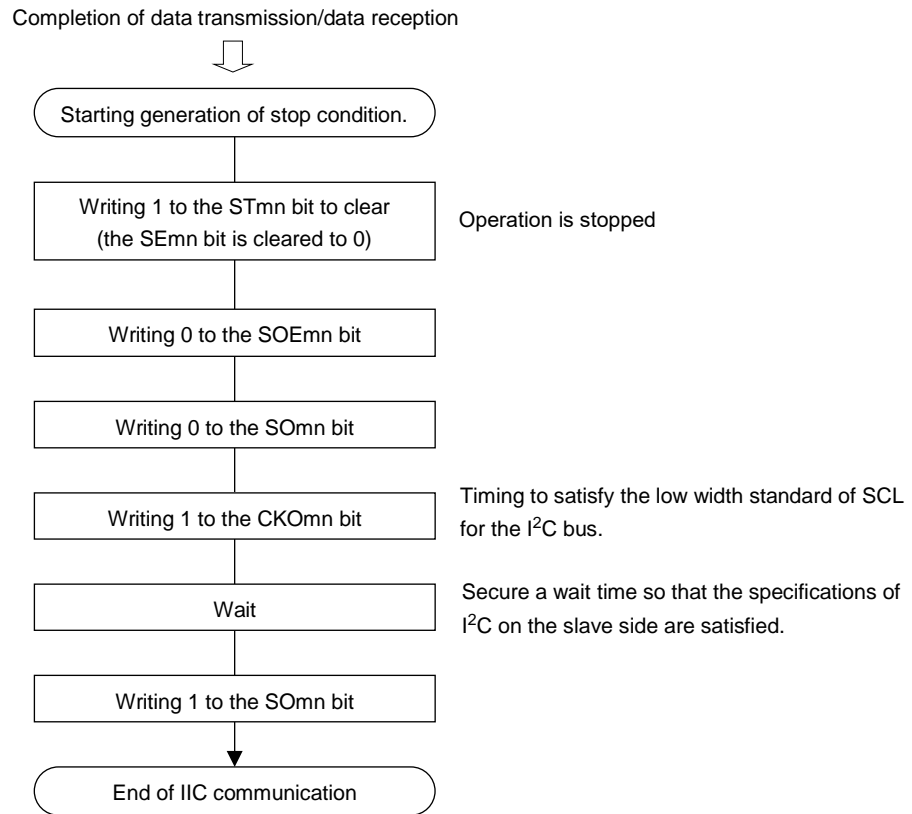 Completion of data transmission/data reception
Starting generation of stop condition.
Writing 1 to the STmn bit to clear
(the SEmn bit is cleared to 0)
Operation is stopped
Writing 0 to the SOEmn bit
Writing 0 to the SOmn bit
Writing 1 to the CKOmn bit
Timing to satisfy the low width standard of SCL
for the I2C bus.
Wait
Secure a wait time so that the specifications of
I2C on the slave side are satisfied.
Writing 1 to the SOmn bit
End of IIC communication